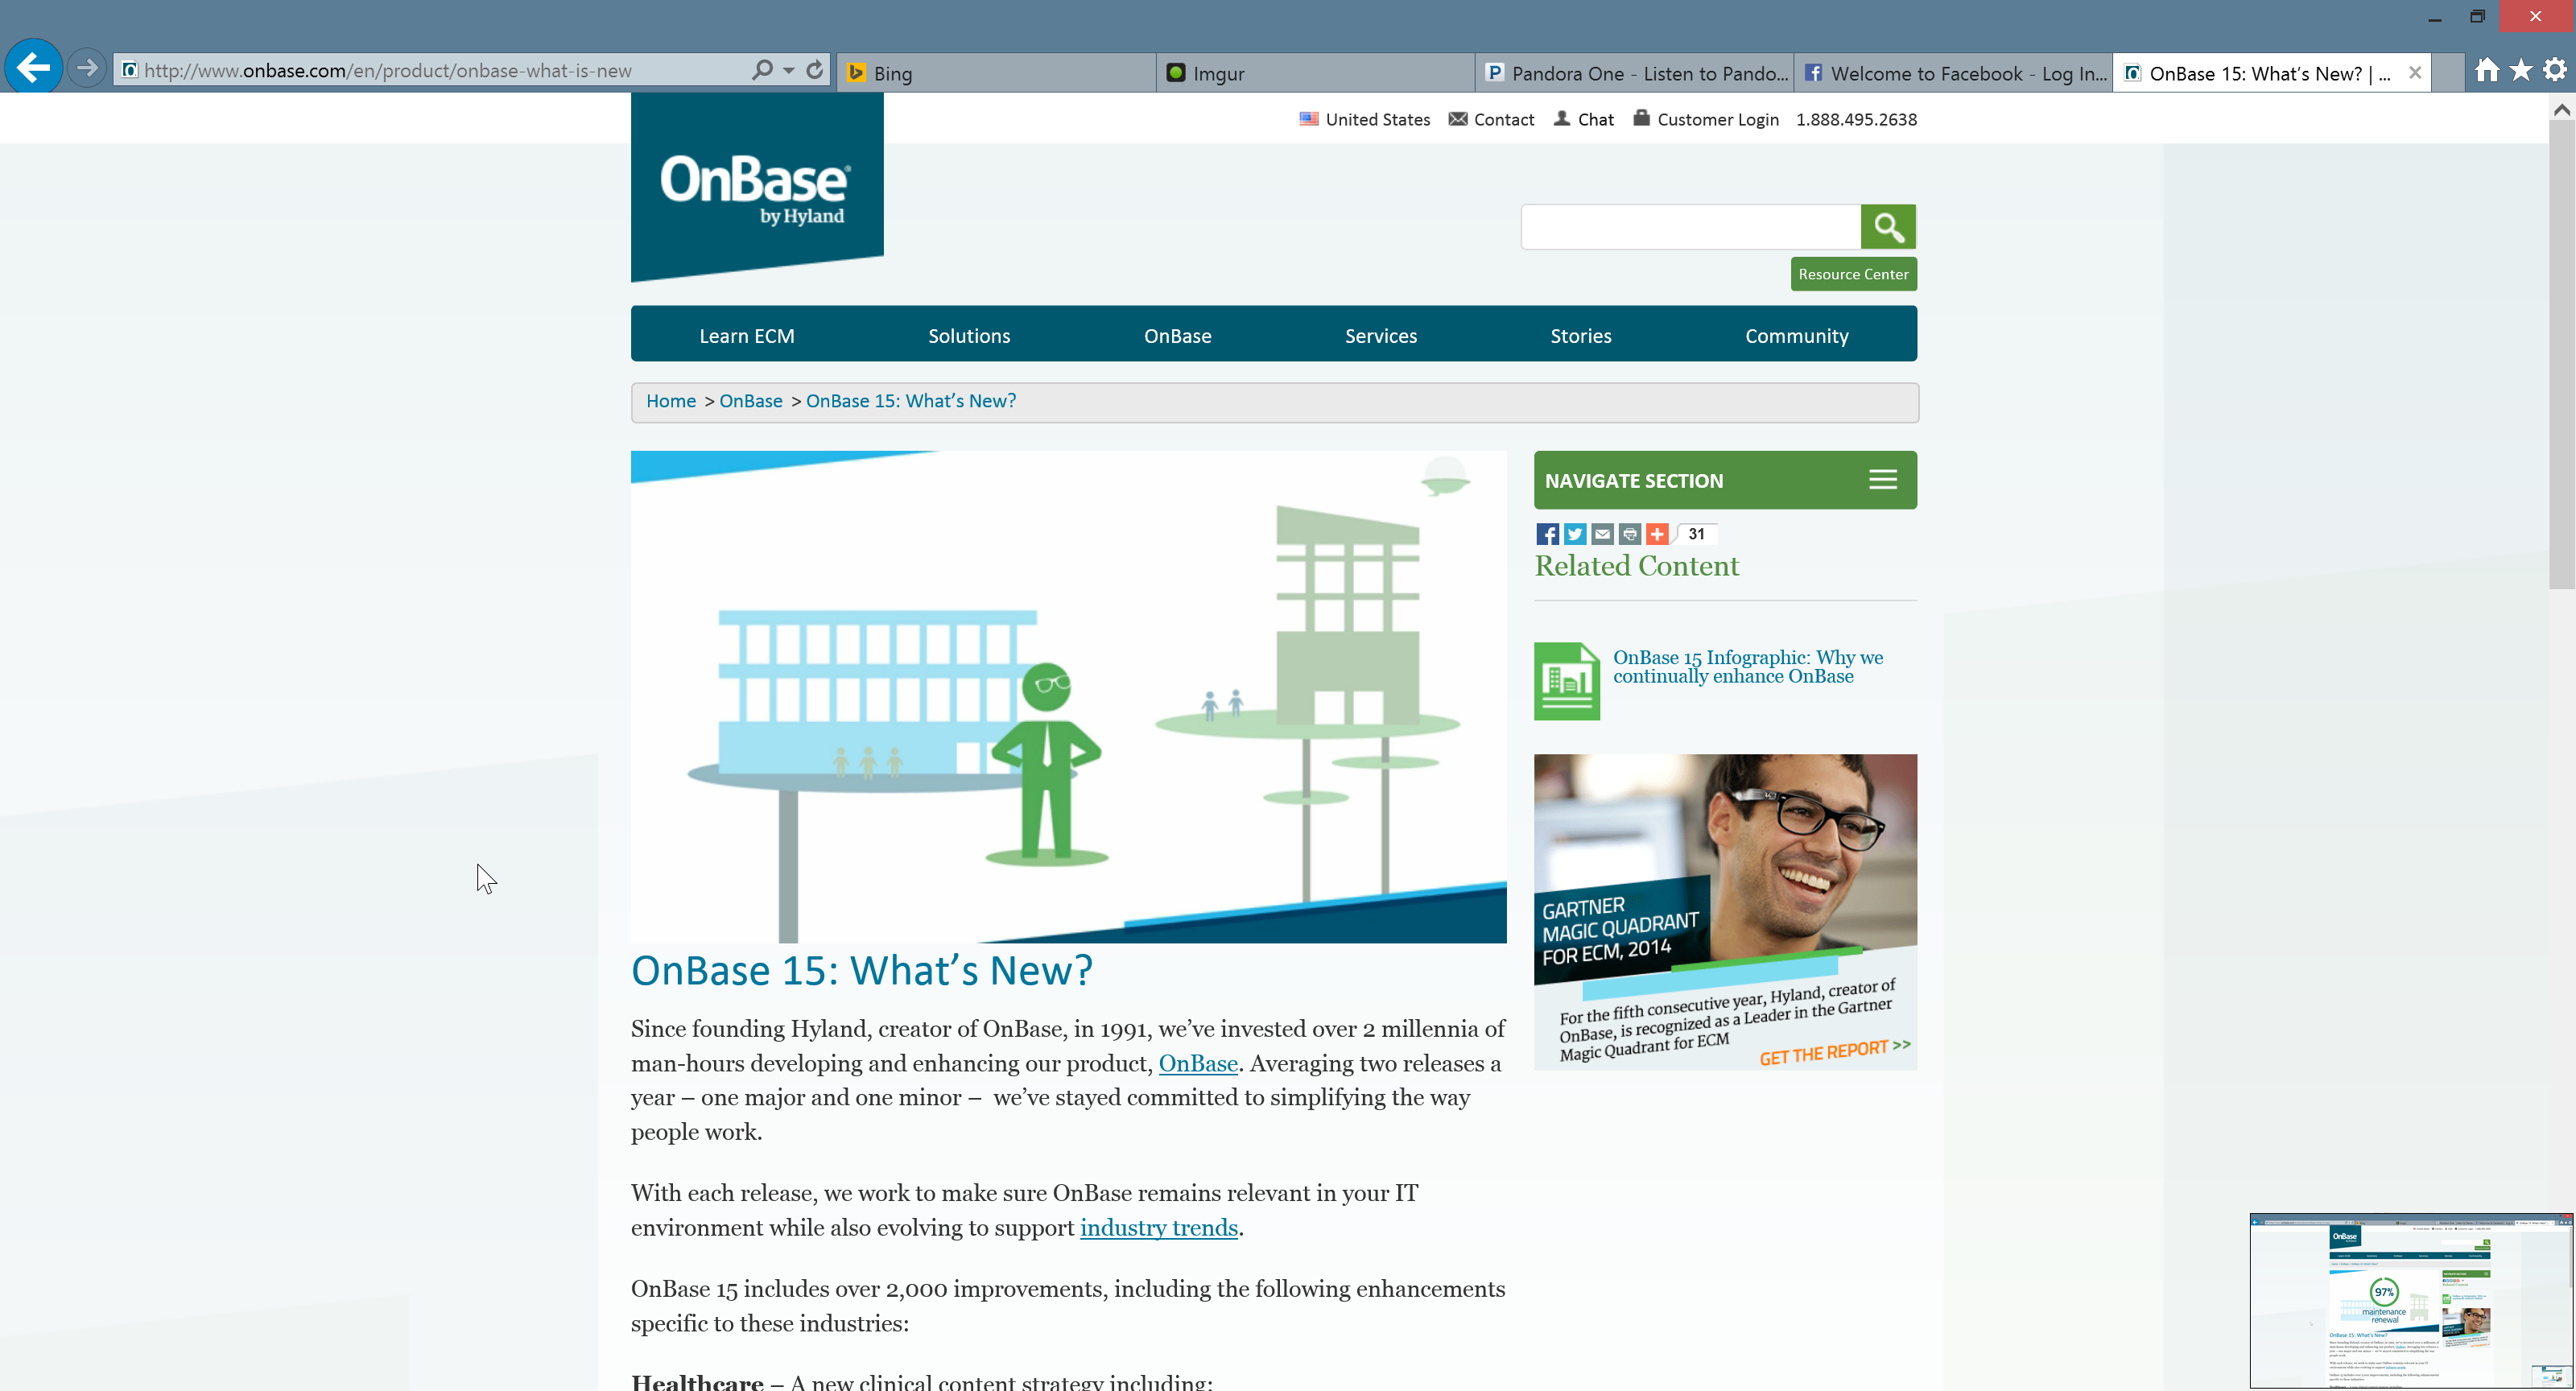 http://www.onbase.com/en/product/onbase-what-is-new
Bing
Imgur
Pandora One - Listen to Pando...
Welcome to Facebook - Log In...
OnBase 15: What's New? | ...
United States
Contact
Chat
Customer Login
1.888.495.2638
OnBase®
by Hyland
Resource Center
Learn ECM
Solutions
OnBase
Services
Stories
Community
Home > OnBase > OnBase 15: What's New?
NAVIGATE SECTION
31
Related Content
OnBase 15 Infographic: Why we
continually enhance OnBase
GARTNER
MAGIC QUADRANT
FOR ECM, 2014
For the fifth consecutive year, Hyland, creator of
OnBase, is recognized as a Leader in the Gartner
Magic Quadrant for ECM
GET THE REPORT >>
OnBase 15: What's New?
Since founding Hyland, creator of OnBase, in 1991, we've invested over 2 millennia of
man-hours developing and enhancing our product, OnBase. Averaging two releases a
year – one major and one minor – we've stayed committed to simplifying the way
people work.
With each release, we work to make sure OnBase remains relevant in your IT
environment while also evolving to support industry trends.
OnBase 15 includes over 2,000 improvements, including the following enhancements
specific to these industries:
Healthcare – A new clinical content strategy including:
OnBase
97%
maintenance
renewal
OnBase 15: What's New?